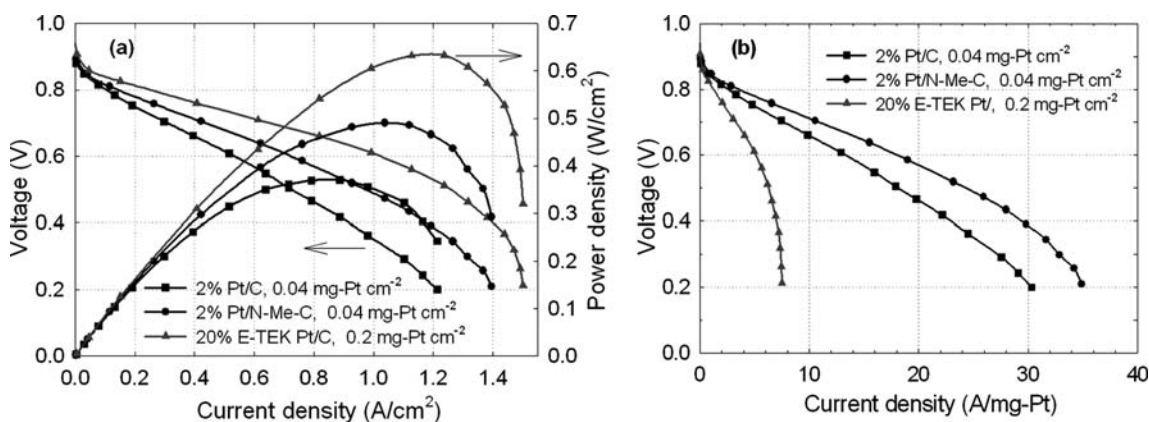 (a)
Voltage (V)
1.0
0.8
0.6
0.4
0.2
0.0
0.0 0.2 0.4 0.6 0.8 1.0 1.2 1.4
Current density (A/cm²)
0.7
0.6
0.5
0.4
0.3
0.2
0.1
0.0
Power density (W/cm²)
2% Pt/C, 0.04 mg-Pt cm⁻²
2% Pt/N-Me-C, 0.04 mg-Pt cm⁻²
20% E-TEK Pt/C, 0.2 mg-Pt cm⁻²
(b)
Voltage (V)
1.0
0.8
0.6
0.4
0.2
0.0
0 10 20 30 40
Current density (A/mg-Pt)
2% Pt/C, 0.04 mg-Pt cm⁻²
2% Pt/N-Me-C, 0.04 mg-Pt cm⁻²
20% E-TEK Pt/, 0.2 mg-Pt cm⁻²